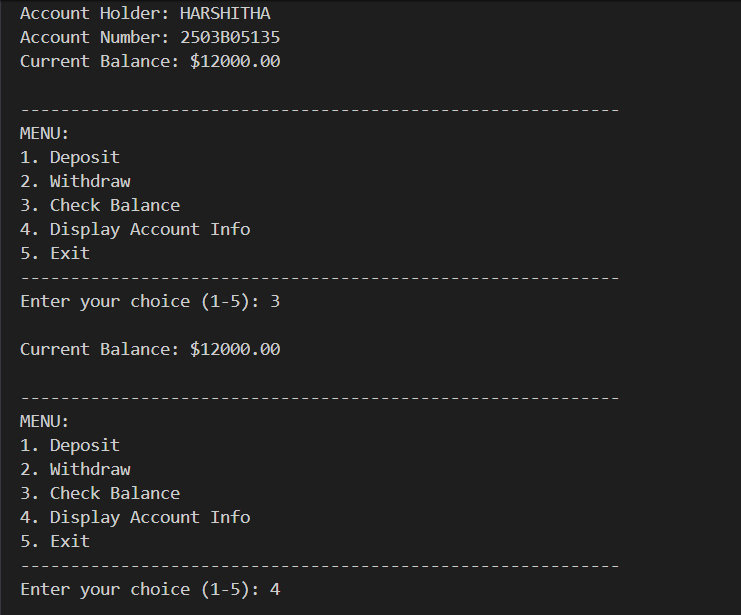 Account Holder: HARSHITHA
Account Number: 2503B05135
Current Balance: $12000.00
------------------------------------------------------------
MENU:
1. Deposit
2. Withdraw
3. Check Balance
4. Display Account Info
5. Exit
------------------------------------------------------------
Enter your choice (1-5): 3
Current Balance: $12000.00
------------------------------------------------------------
MENU:
1. Deposit
2. Withdraw
3. Check Balance
4. Display Account Info
5. Exit
------------------------------------------------------------
Enter your choice (1-5): 4